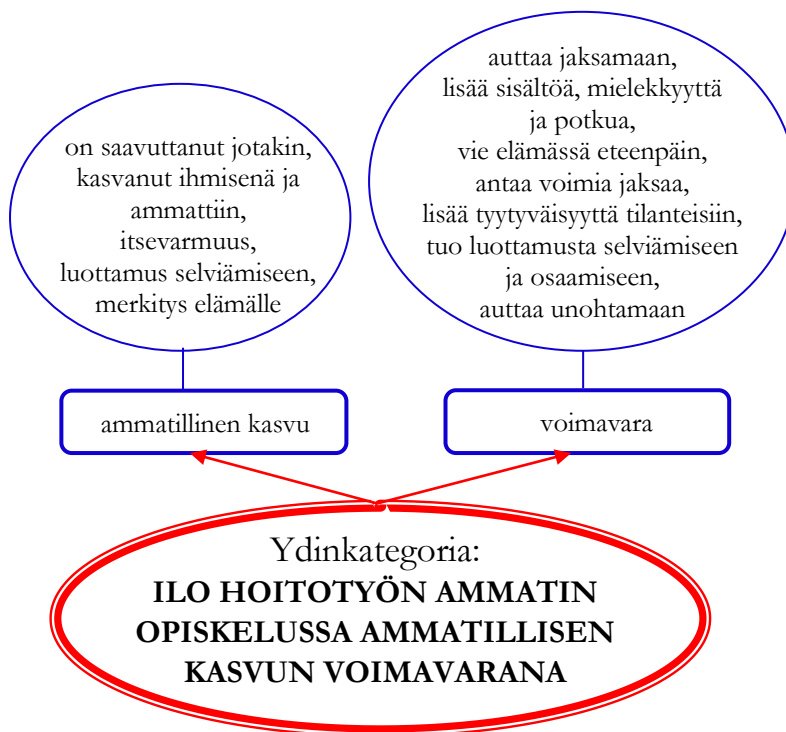 on saavuttanut jotakin,
kasvanut ihmisenä ja
ammattiin,
itsevarmuus,
luottamus selviämiseen,
merkitys elämälle
auttaa jaksamaan,
lisää sisältöä, mielekkyyttä
ja potkua,
vie elämässä eteenpäin,
antaa voimia jaksaa,
lisää tyytyväisyyttä tilanteisiin,
tuo luottamusta selviämiseen
ja osaamiseen,
auttaa unohtamaan
ammatillinen kasvu
voimavara
Ydinkategoria:
ILO HOITOTYÖN AMMATIN
OPISKELUSSA AMMATILLISEN
KASVUN VOIMAVARANA